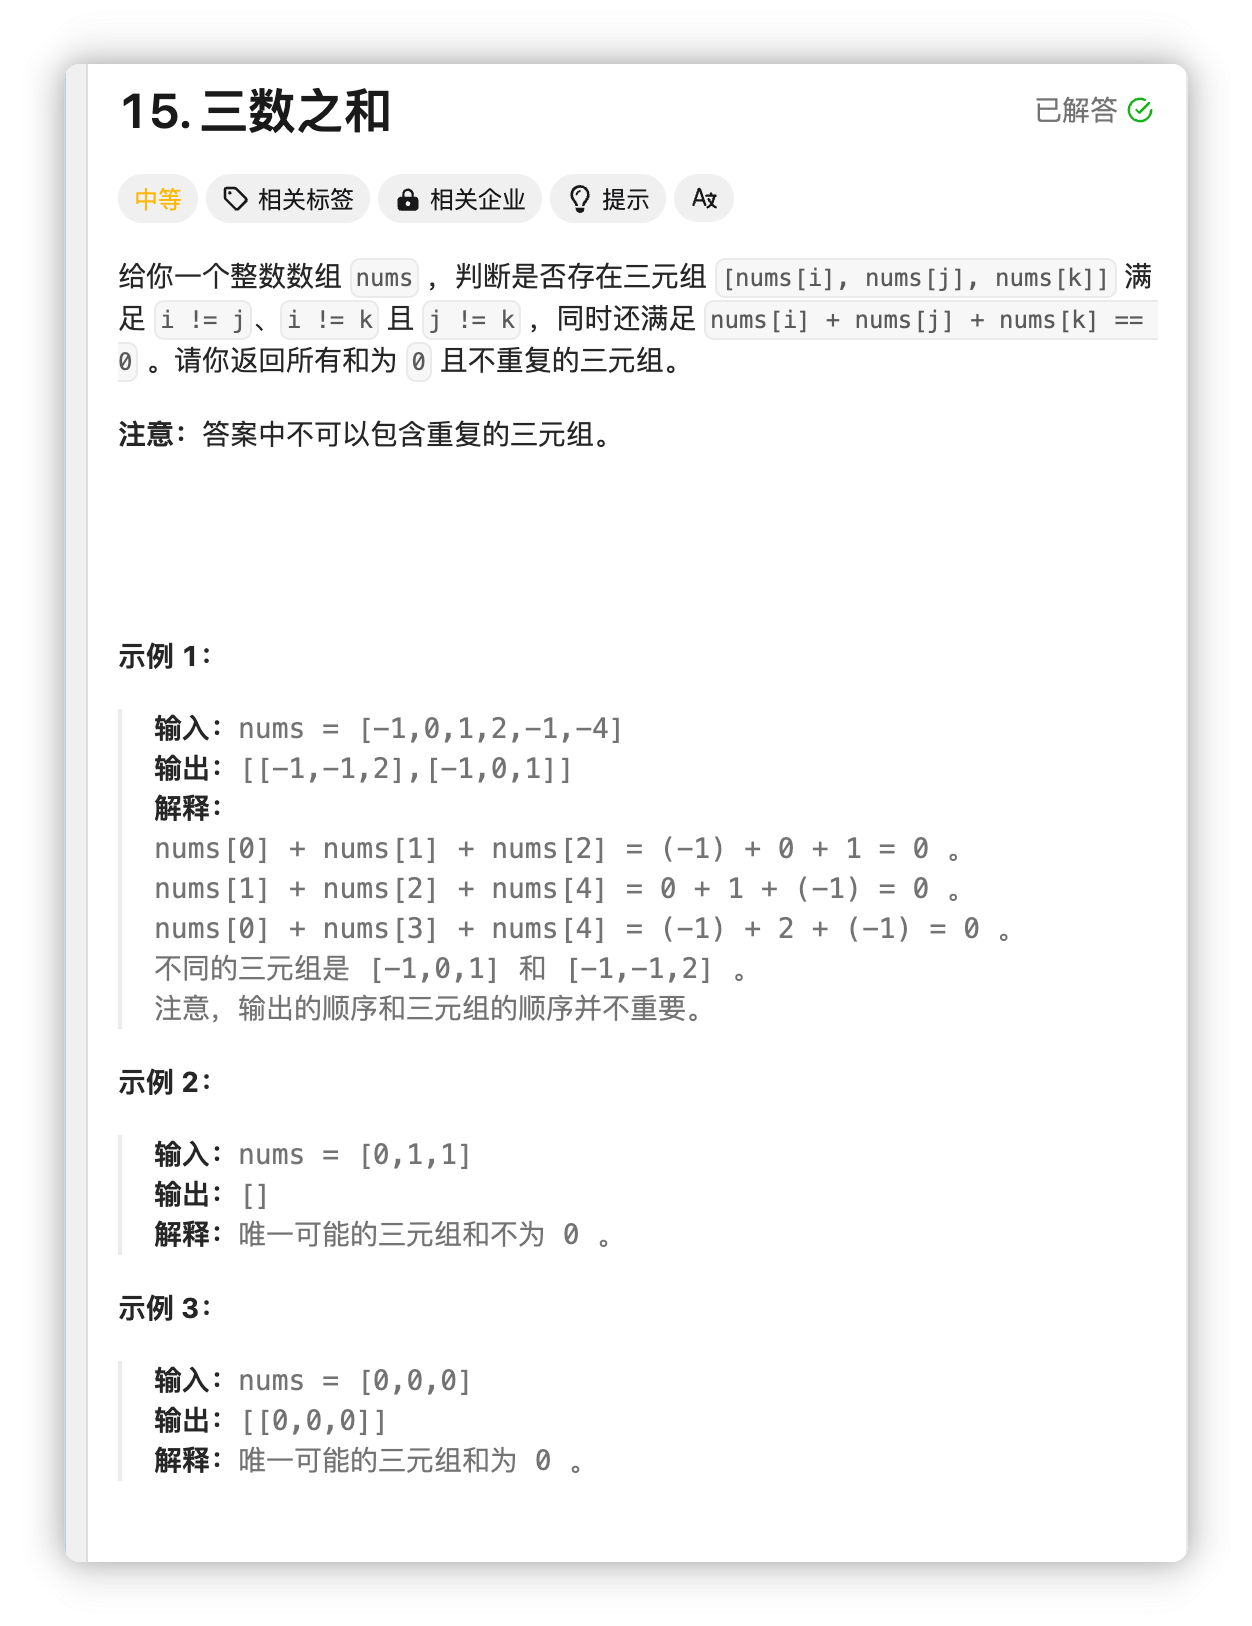 15. 三数之和
已解答
中等 相关标签 相关企业 提示
给你一个整数数组 nums ，判断是否存在三元组 [nums[i], nums[j], nums[k]] 满
足 i != j、i != k 且 j != k ，同时还满足 nums[i] + nums[j] + nums[k] ==
0 。请你返回所有和为 0 且不重复的三元组。
注意：答案中不可以包含重复的三元组。
示例 1：
输入：nums = [-1,0,1,2,-1,-4]
输出：[[-1,-1,2],[-1,0,1]]
解释：
nums[0] + nums[1] + nums[2] = (-1) + 0 + 1 = 0 。
nums[1] + nums[2] + nums[4] = 0 + 1 + (-1) = 0 。
nums[0] + nums[3] + nums[4] = (-1) + 2 + (-1) = 0 。
不同的三元组是 [-1,0,1] 和 [-1,-1,2] 。
注意，输出的顺序和三元组的顺序并不重要。
示例 2：
输入：nums = [0,1,1]
输出：[]
解释：唯一可能的三元组和不为 0 。
示例 3：
输入：nums = [0,0,0]
输出：[[0,0,0]]
解释：唯一可能的三元组和为 0 。